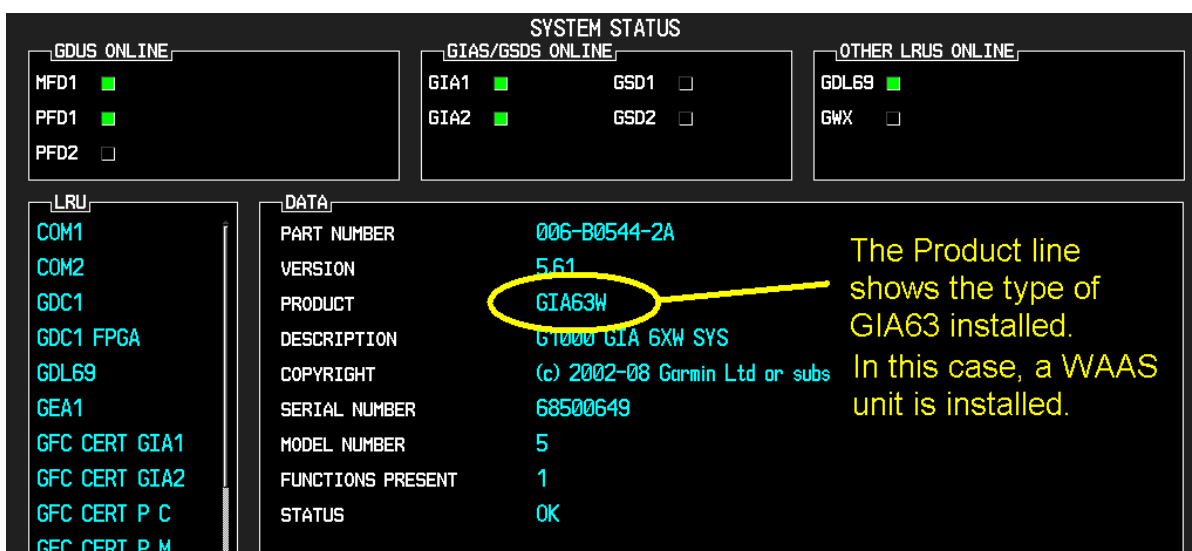 SYSTEM STATUS
GDUS ONLINE
GIAS/GSDS ONLINE
OTHER LRUS ONLINE
MFD1
GIA1
GSD1
GDL69
PFD1
GIA2
GSD2
GWX
PFD2
LRU
COM1
COM2
GDC1
GDC1 FPGA
GDL69
GEA1
GFC CERT GIA1
GFC CERT GIA2
GFC CERT P C
GFC CERT P M
DATA
PART NUMBER 006-B0544-2A
VERSION 5.61
PRODUCT GIA63W
DESCRIPTION G1000 GIA 6XW SYS
COPYRIGHT (c) 2002-08 Garmin Ltd or subs
SERIAL NUMBER 68500649
MODEL NUMBER 5
FUNCTIONS PRESENT 1
STATUS OK
The Product line
shows the type of
GIA63 installed.
In this case, a WAAS
unit is installed.